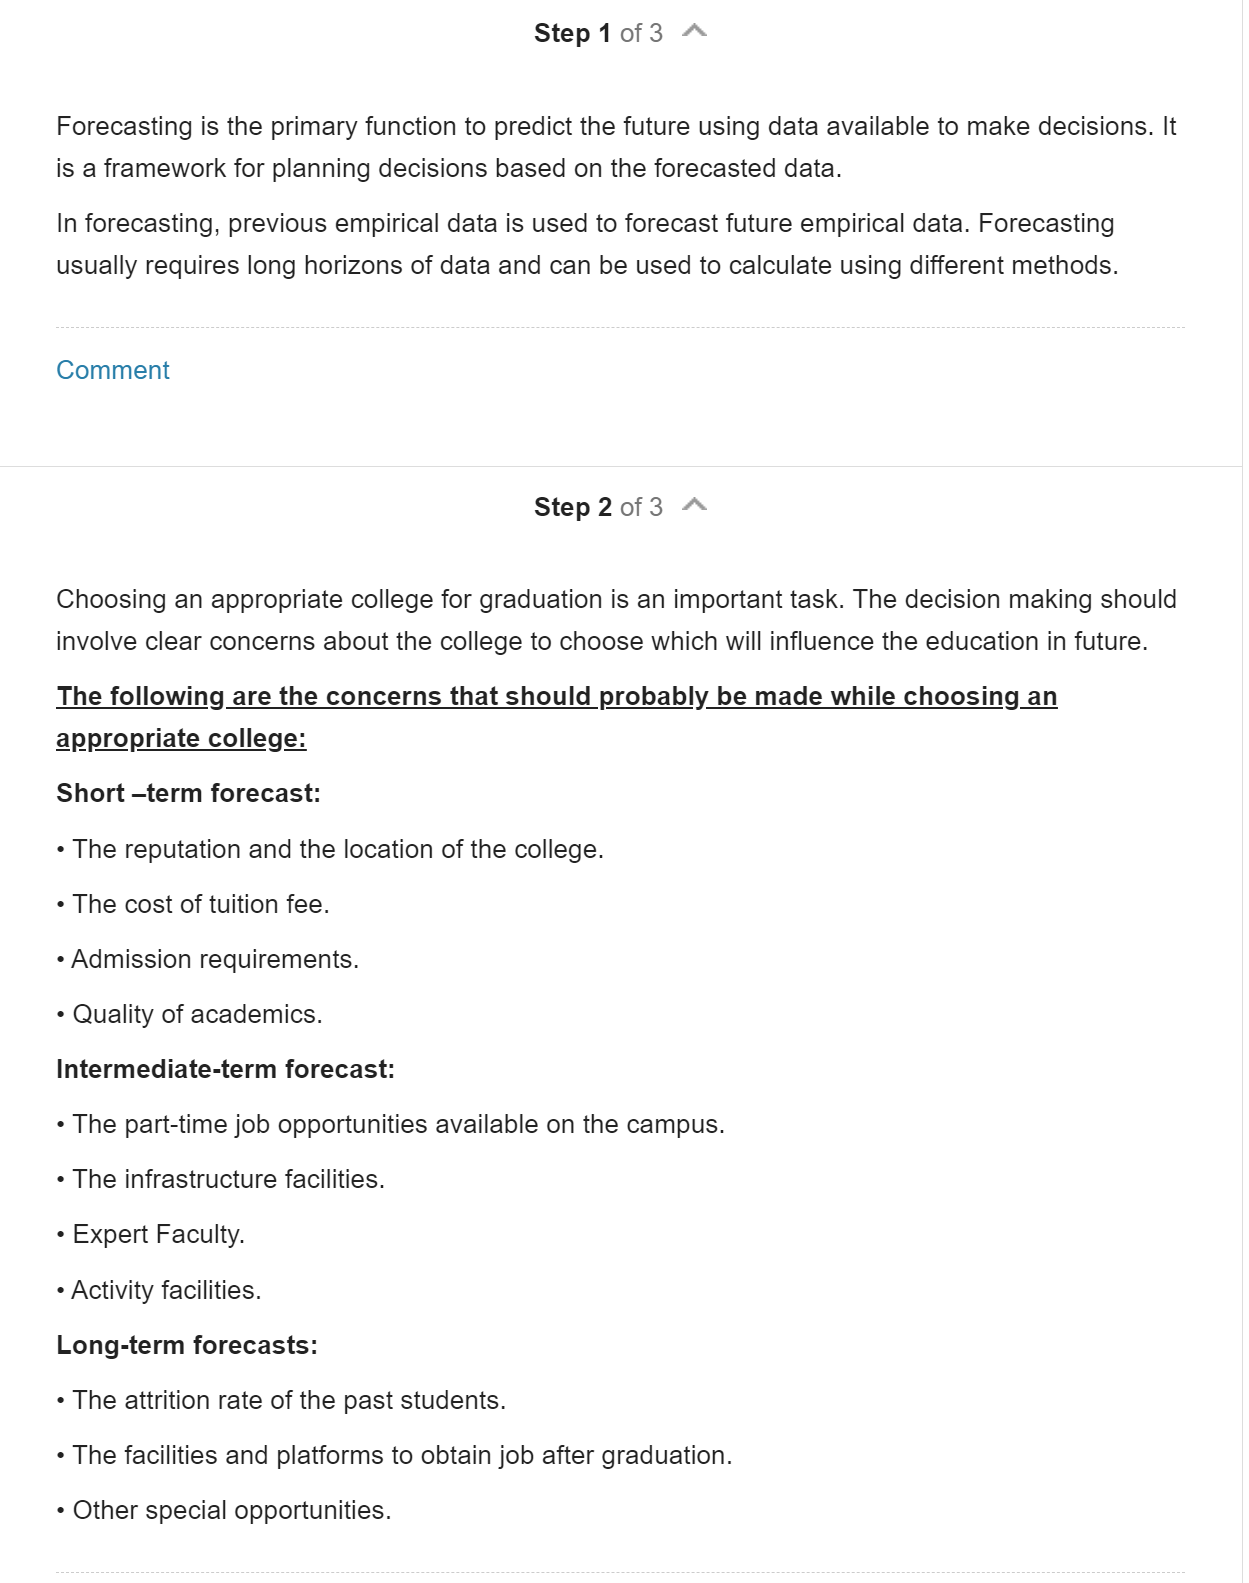 Step 1 of 3
Forecasting is the primary function to predict the future using data available to make decisions. It
is a framework for planning decisions based on the forecasted data.
In forecasting, previous empirical data is used to forecast future empirical data. Forecasting
usually requires long horizons of data and can be used to calculate using different methods.
Comment
Step 2 of 3
Choosing an appropriate college for graduation is an important task. The decision making should
involve clear concerns about the college to choose which will influence the education in future.
The following are the concerns that should probably be made while choosing an
appropriate college:
Short –term forecast:
• The reputation and the location of the college.
• The cost of tuition fee.
• Admission requirements.
• Quality of academics.
Intermediate-term forecast:
• The part-time job opportunities available on the campus.
• The infrastructure facilities.
• Expert Faculty.
• Activity facilities.
Long-term forecasts:
• The attrition rate of the past students.
• The facilities and platforms to obtain job after graduation.
• Other special opportunities.